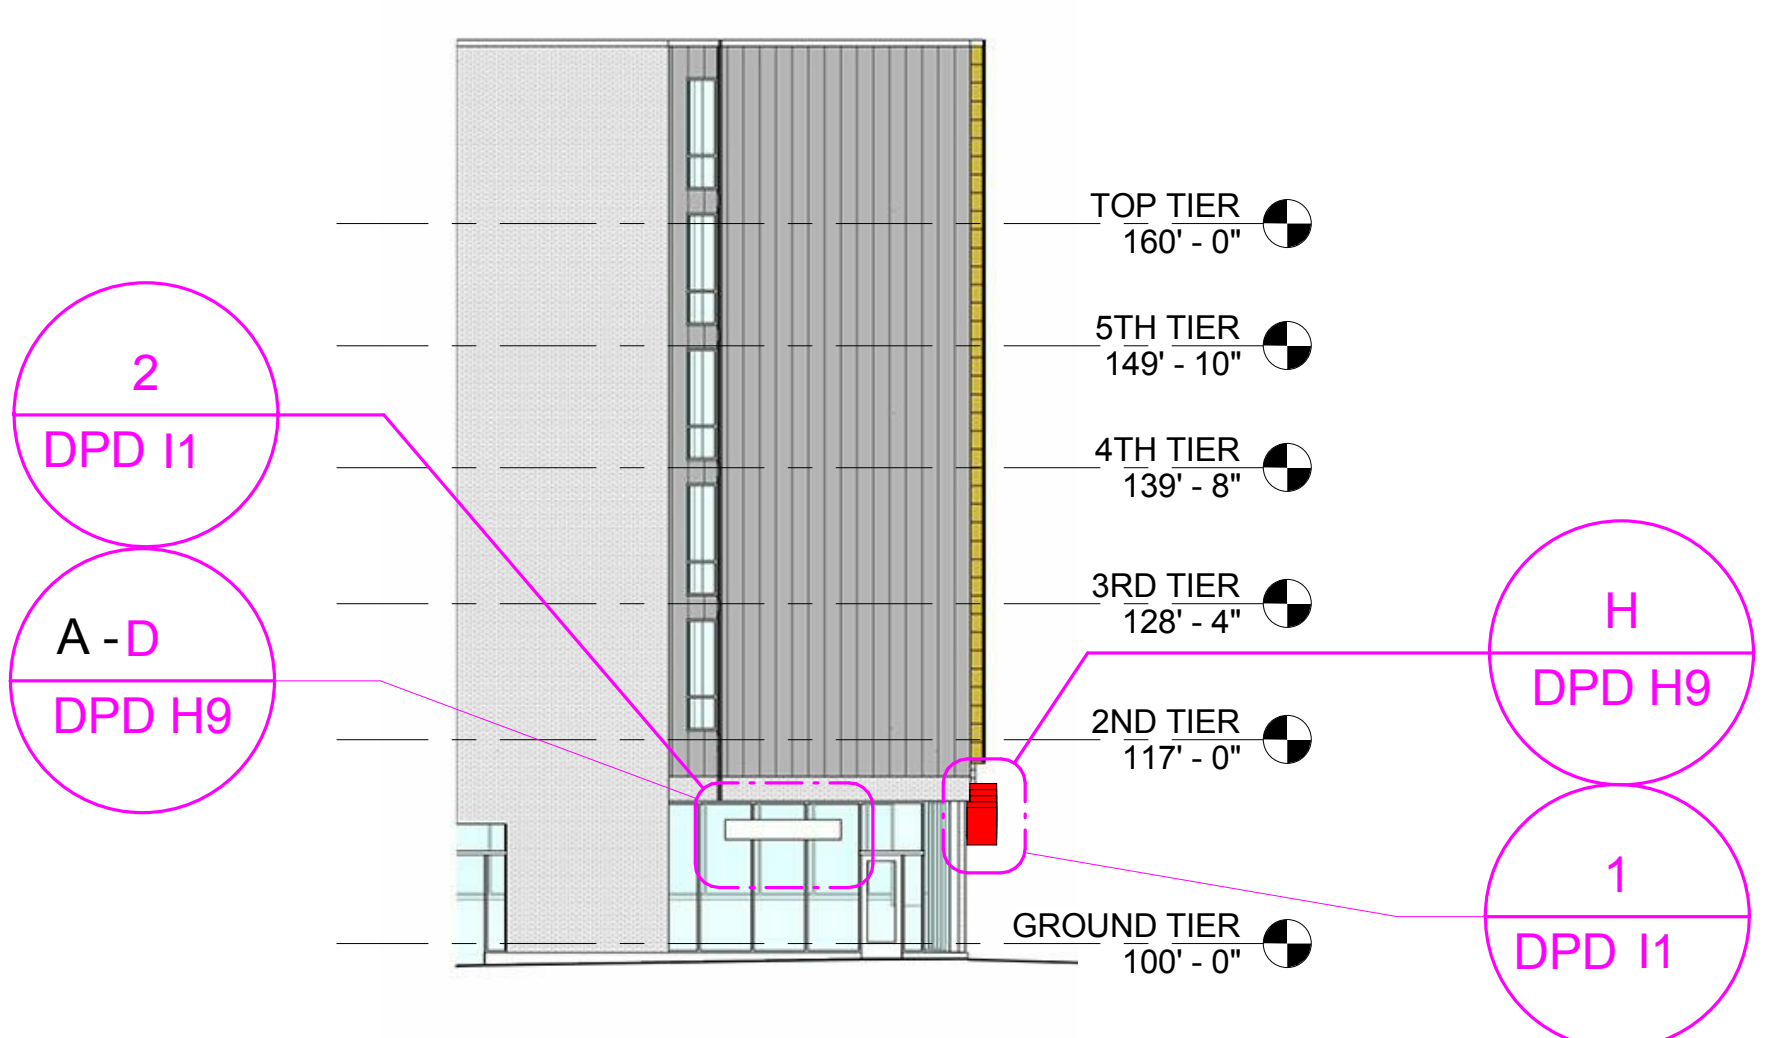 TOP TIER
160' - 0"
5TH TIER
149' - 10"
2
DPD I1
4TH TIER
139' - 8"
3RD TIER
128' - 4"
A - D
DPD H9
H
DPD H9
2ND TIER
117' - 0"
1
DPD I1
GROUND TIER
100' - 0"